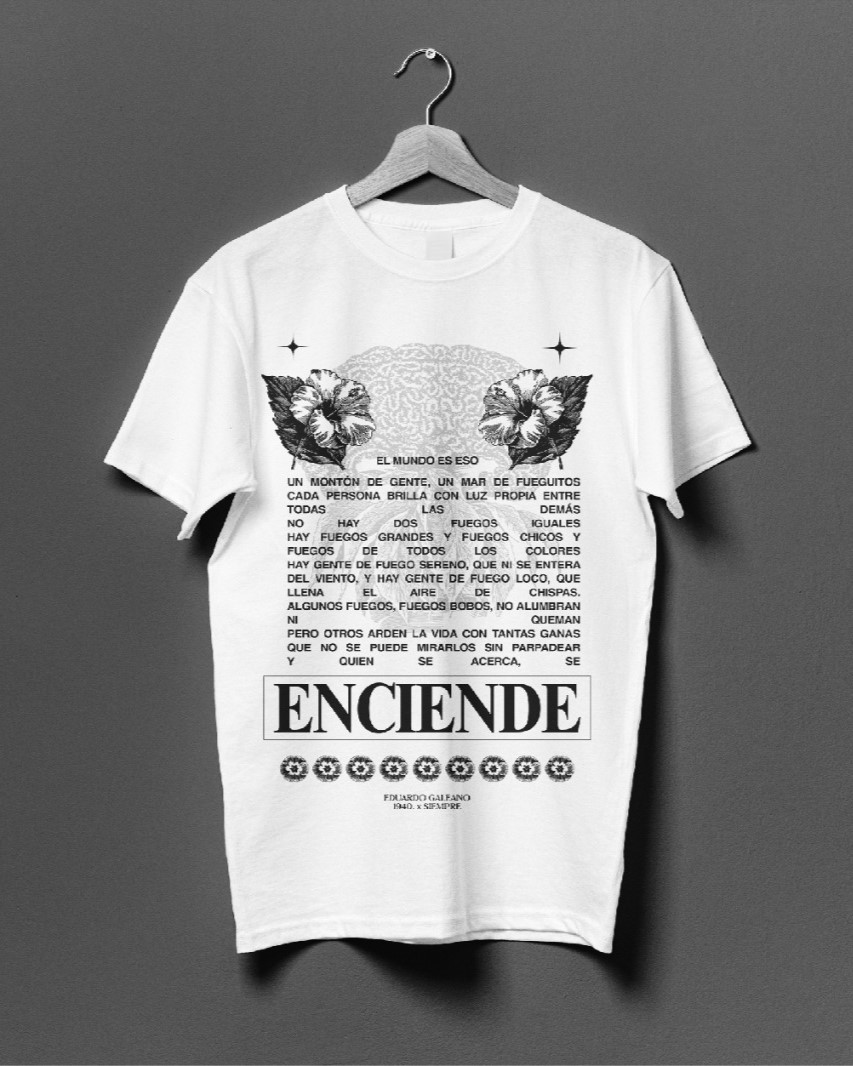 EL MUNDO ES ESO
UN MONTÓN DE GENTE, UN MAR DE FUEGUITOS
CADA PERSONA BRILLA CON LUZ PROPIA ENTRE
TODAS LAS DEMÁS
NO HAY DOS FUEGOS IGUALES
HAY FUEGOS GRANDES Y FUEGOS CHICOS Y
FUEGOS DE TODOS LOS COLORES
HAY GENTE DE FUEGO SERENO, QUE NI SE ENTERA
DEL VIENTO, Y HAY GENTE DE FUEGO LOCO, QUE
LLENA EL AIRE DE CHISPAS.
ALGUNOS FUEGOS, FUEGOS BOBOS, NO ALUMBRAN
NI QUEMAN
PERO OTROS ARDEN LA VIDA CON TANTAS GANAS
QUE NO SE PUEDE MIRARLOS SIN PARPADEAR
Y QUIEN SE ACERCA, SE
ENCIENDE
EDUARDO GALEANO
1940. x SIEMPRE